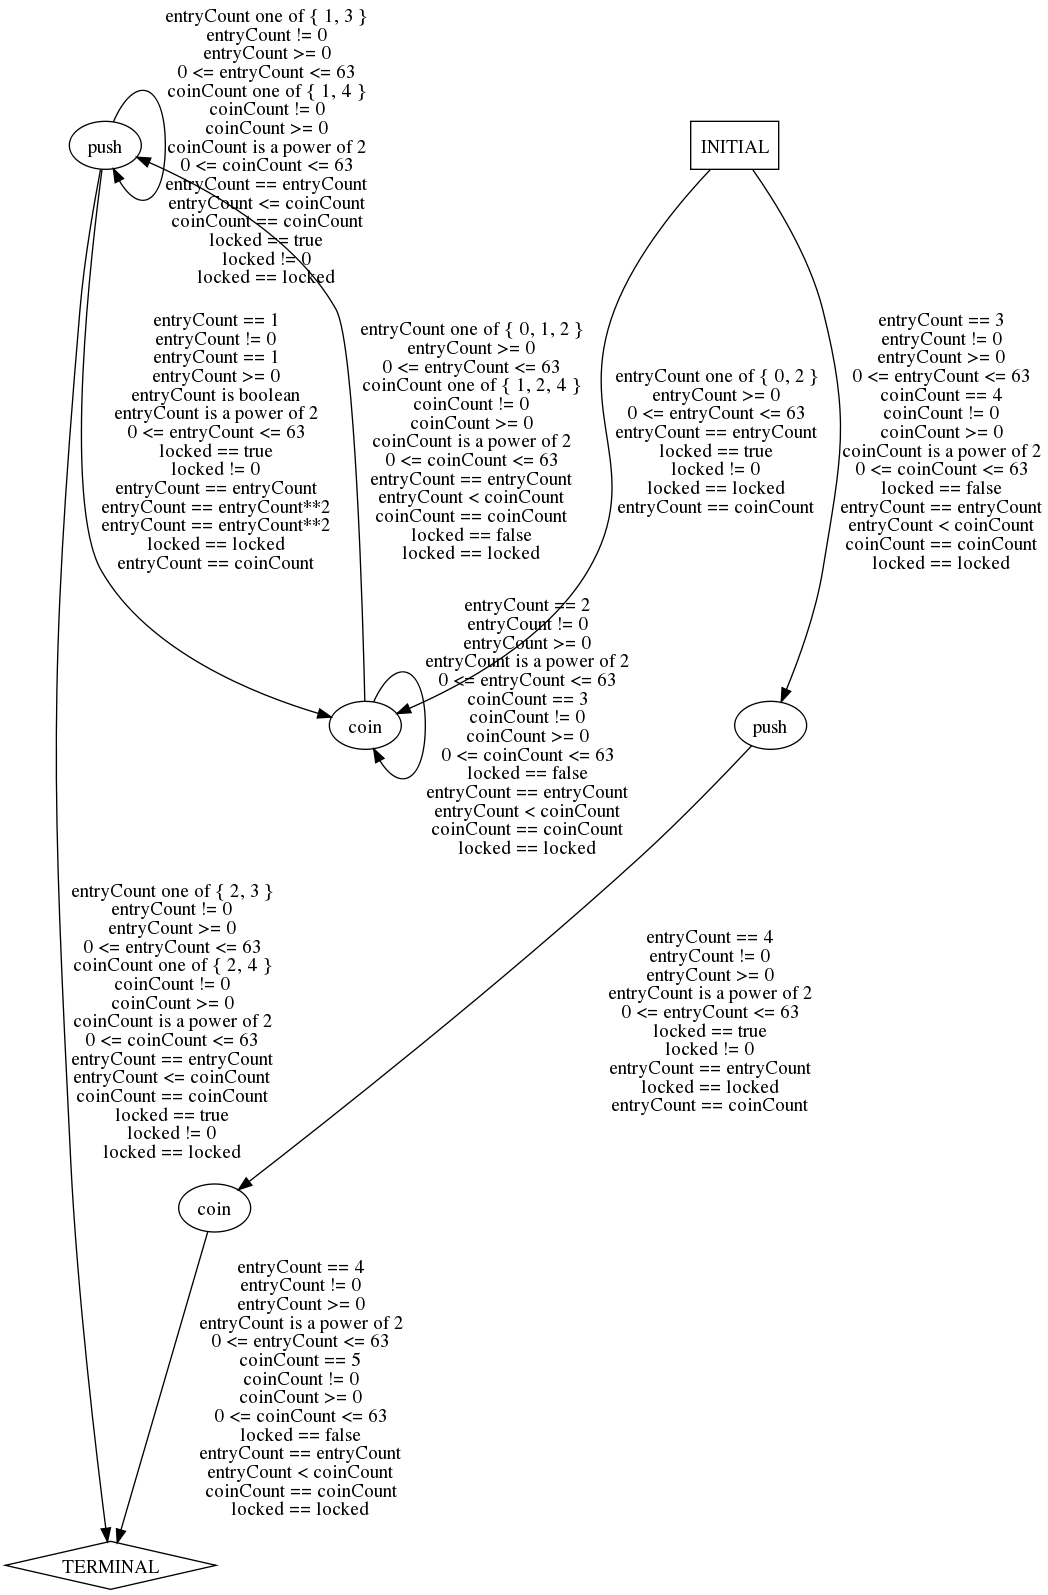 entryCount one of { 1, 3 }
entryCount != 0
entryCount >= 0
0 <= entryCount <= 63
coinCount one of { 1, 4 }
coinCount != 0
coinCount >= 0
coinCount is a power of 2
0 <= coinCount <= 63
entryCount == entryCount
entryCount <= coinCount
coinCount == coinCount
locked == true
locked != 0
locked == locked
push
INITIAL
entryCount == 1
entryCount != 0
entryCount == 1
entryCount >= 0
entryCount is boolean
entryCount is a power of 2
0 <= entryCount <= 63
locked == true
locked != 0
entryCount == entryCount
entryCount == entryCount**2
entryCount == entryCount**2
locked == locked
entryCount == coinCount
entryCount one of { 0, 1, 2 }
entryCount >= 0
0 <= entryCount <= 63
coinCount one of { 1, 2, 4 }
coinCount != 0
coinCount >= 0
coinCount is a power of 2
0 <= coinCount <= 63
entryCount == entryCount
entryCount < coinCount
coinCount == coinCount
locked == false
locked == locked
entryCount one of { 0, 2 }
entryCount >= 0
0 <= entryCount <= 63
entryCount == entryCount
locked == true
locked != 0
locked == locked
entryCount == coinCount
entryCount == 3
entryCount != 0
entryCount >= 0
0 <= entryCount <= 63
coinCount == 4
coinCount != 0
coinCount >= 0
coinCount is a power of 2
0 <= coinCount <= 63
locked == false
entryCount == entryCount
entryCount < coinCount
coinCount == coinCount
locked == locked
entryCount == 2
entryCount != 0
entryCount >= 0
entryCount is a power of 2
0 <= entryCount <= 63
coinCount == 3
coinCount != 0
coinCount >= 0
0 <= coinCount <= 63
locked == false
entryCount == entryCount
entryCount < coinCount
coinCount == coinCount
locked == locked
coin
push
entryCount one of { 2, 3 }
entryCount != 0
entryCount >= 0
0 <= entryCount <= 63
coinCount one of { 2, 4 }
coinCount != 0
coinCount >= 0
coinCount is a power of 2
0 <= coinCount <= 63
entryCount == entryCount
entryCount <= coinCount
coinCount == coinCount
locked == true
locked != 0
locked == locked
entryCount == 4
entryCount != 0
entryCount >= 0
entryCount is a power of 2
0 <= entryCount <= 63
locked == true
locked != 0
entryCount == entryCount
locked == locked
entryCount == coinCount
coin
entryCount == 4
entryCount != 0
entryCount >= 0
entryCount is a power of 2
0 <= entryCount <= 63
coinCount == 5
coinCount != 0
coinCount >= 0
0 <= coinCount <= 63
locked == false
entryCount == entryCount
entryCount < coinCount
coinCount == coinCount
locked == locked
TERMINAL